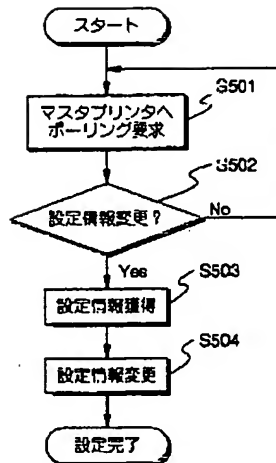 スタート
S501
マスタプリンタへ
ポーリング要求
S502
設定情報変更?
No
Yes
S503
設定情報獲得
S504
設定情報変更
設定完了